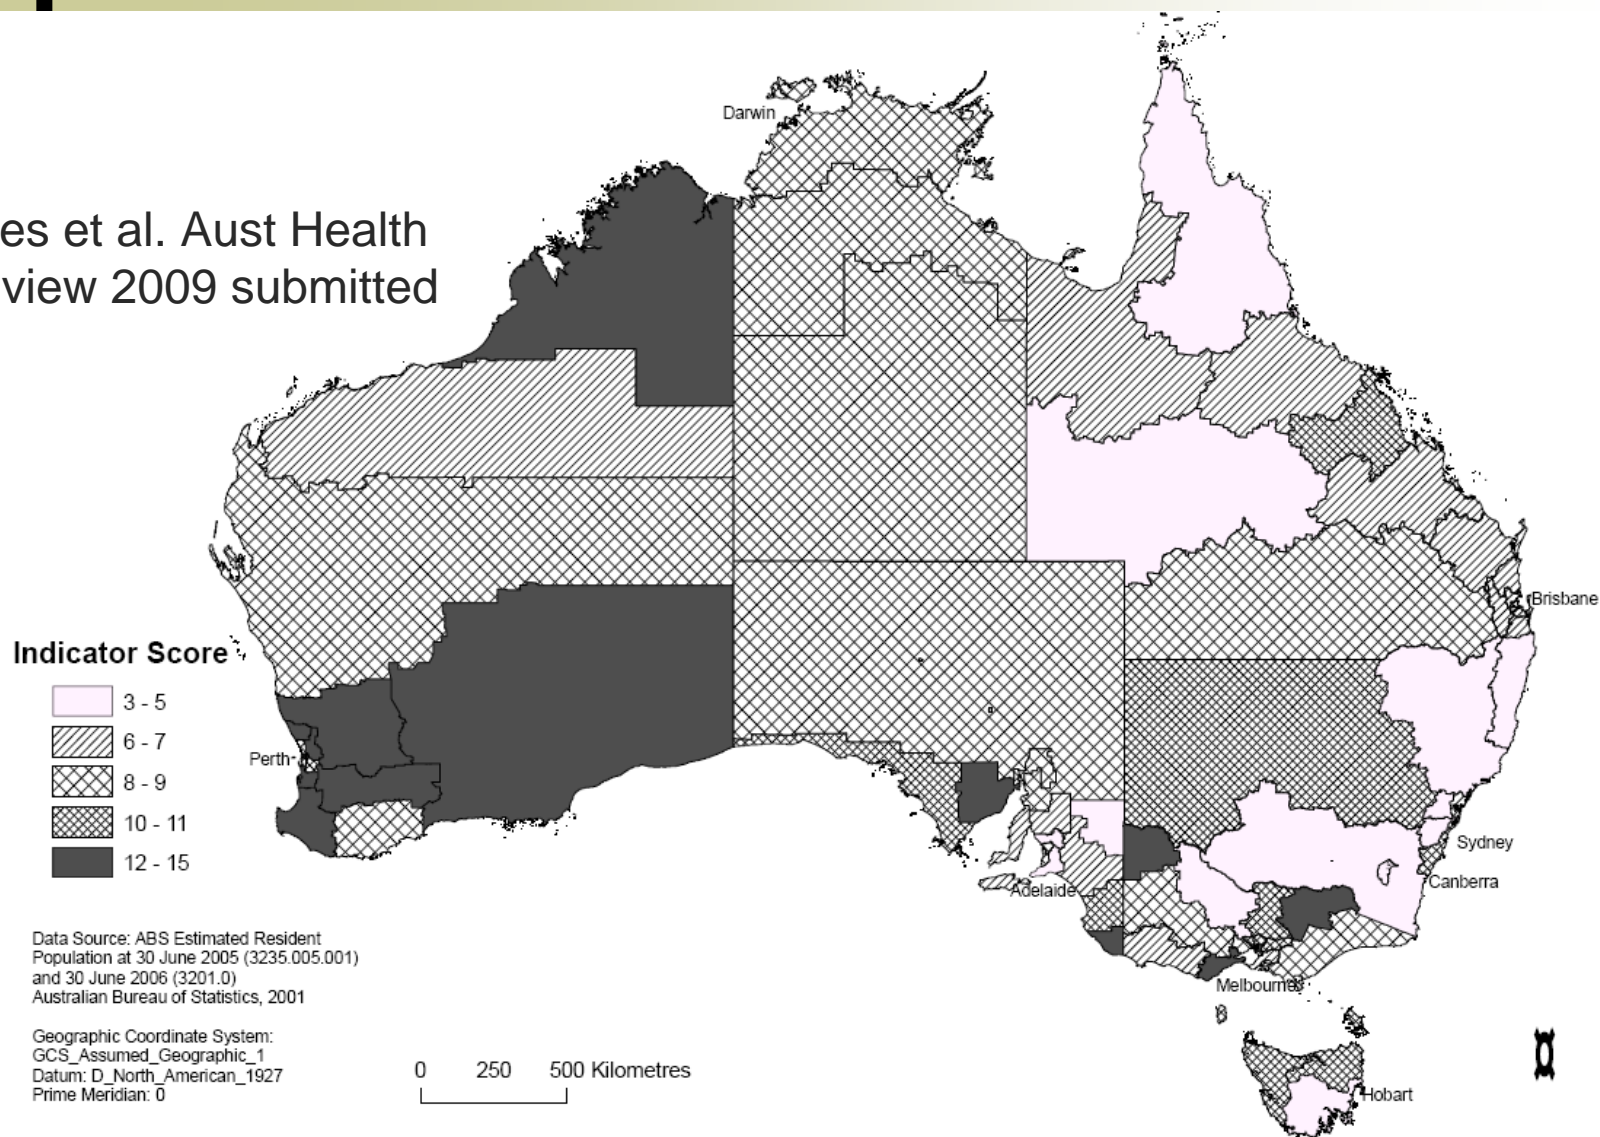 Darwin
es et al. Aust Health
view 2009 submitted
Brisbane
Indicator Score
3 - 5
6 - 7
8 - 9
10 - 11
12 - 15
Perth
Sydney
Canberra
Adelaide
Melbourne
Hobart
Data Source: ABS Estimated Resident
Population at 30 June 2005 (3235.005.001)
and 30 June 2006 (3201.0)
Australian Bureau of Statistics, 2001
Geographic Coordinate System:
GCS_Assumed_Geographic_1
Datum: D_North_American_1927
Prime Meridian: 0
0 250 500 Kilometres